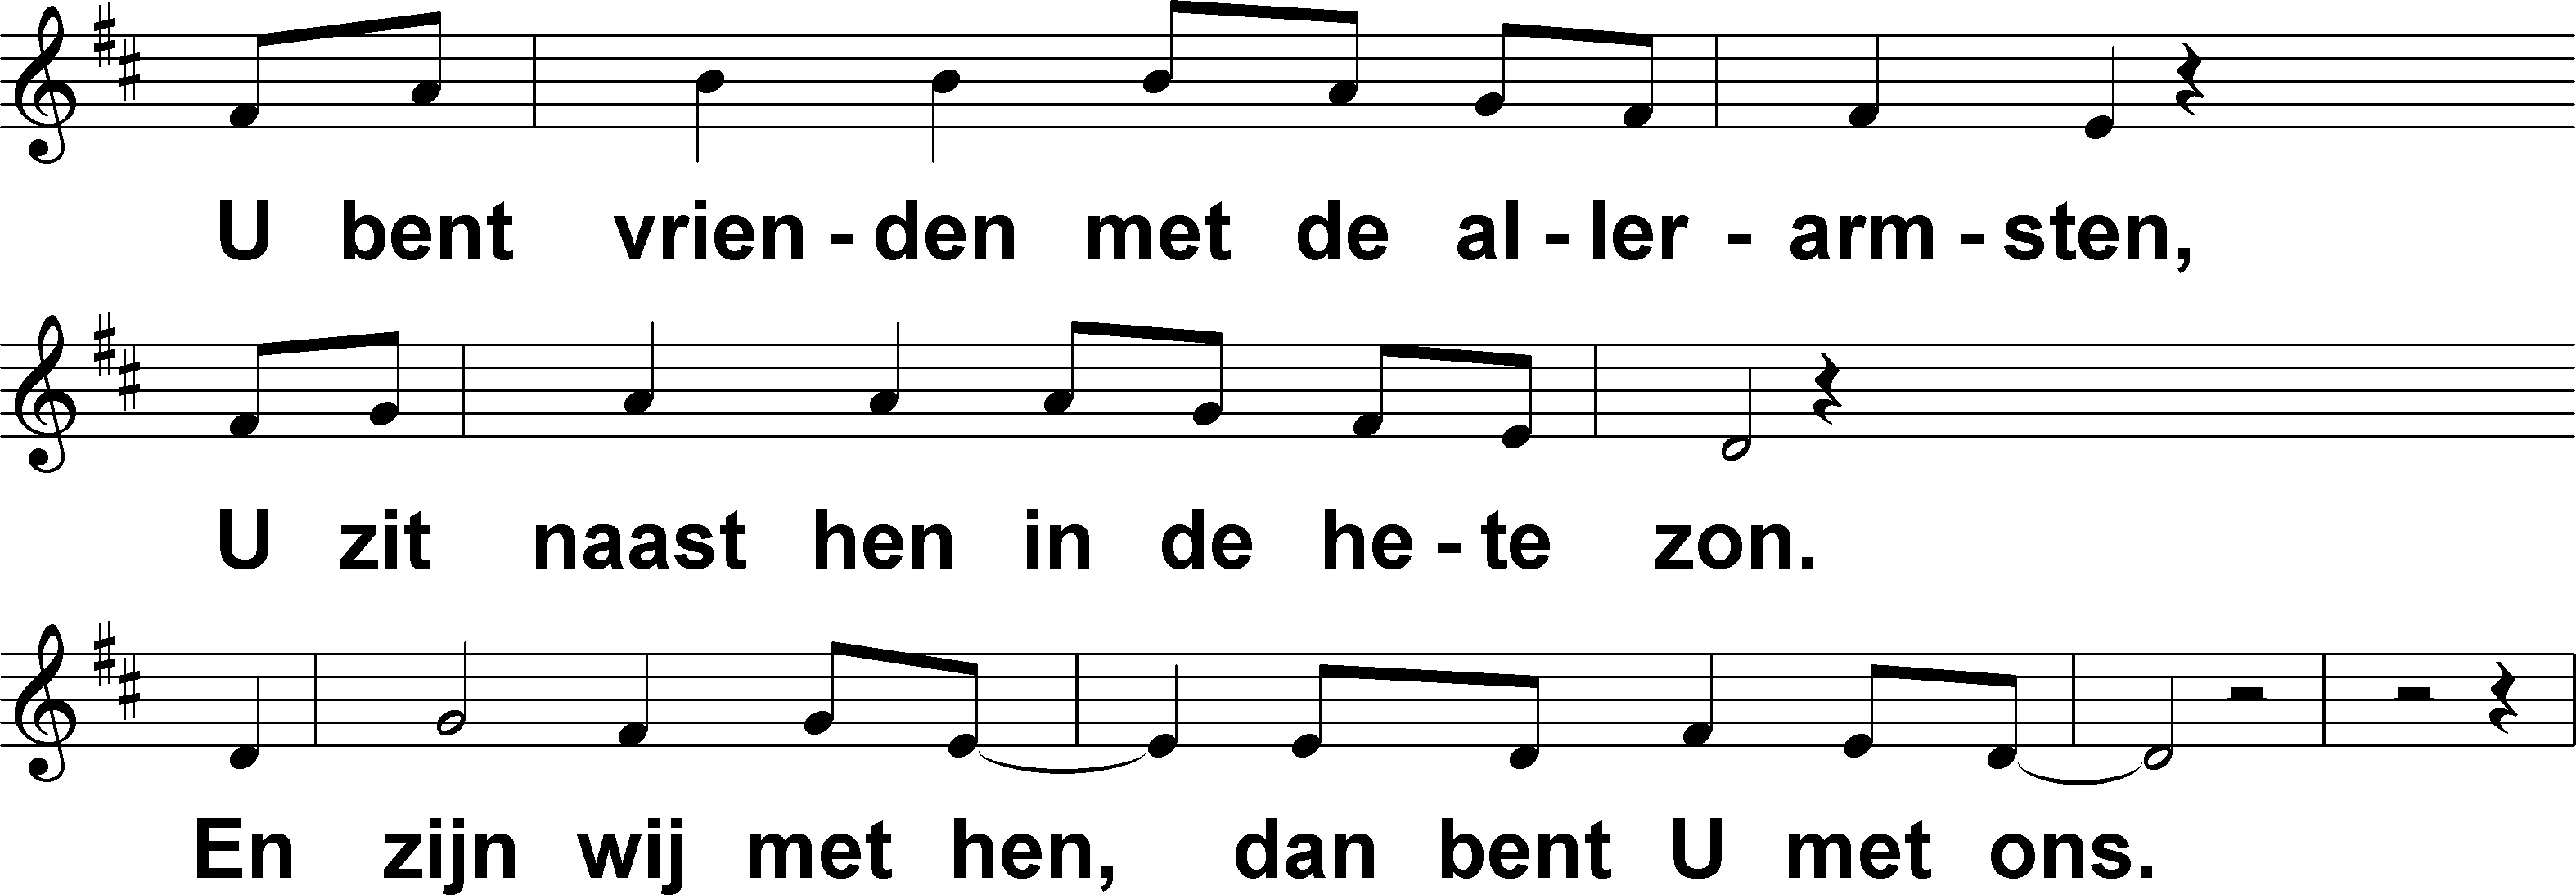 U bent vrien - den met de al - ler - arm - sten,
U zit naast hen in de he - te zon.
En zijn wij met hen, dan bent U met ons.